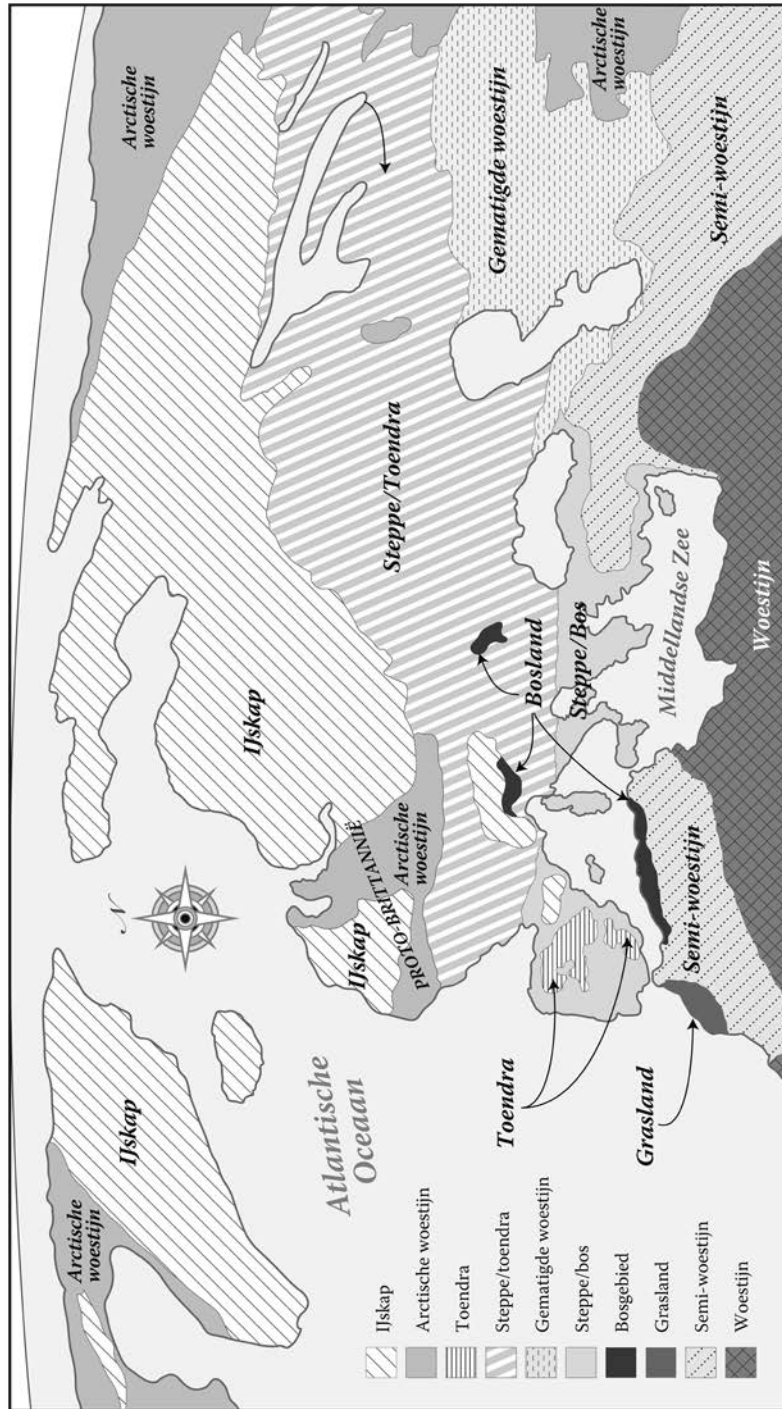 Arctische
woestijn
IJskap
Arctische
woestijn
IJskap
Arctische
woestijn
N
Atlantische
Oceaan
IJskap
PROTO-BRITTANNIË
Arctische
woestijn
Steppe/Toendra
Gematigde woestijn
Arctische
woestijn
Toendra
Bosland
Steppe/Bos
Grasland
Semi-woestijn
Middellandse Zee
Semi-woestijn
Woestijn
IJskap
Arctische woestijn
Toendra
Steppe/toendra
Gematigde woestijn
Steppe/bos
Bosgebied
Grasland
Semi-woestijn
Woestijn